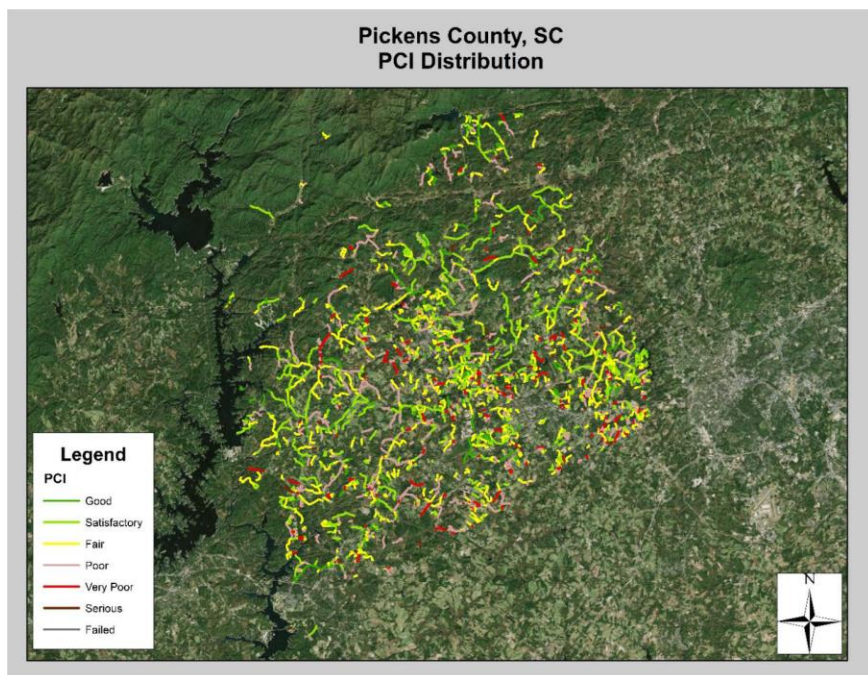 Pickens County, SC
PCI Distribution
Legend
PCI
Good
Satisfactory
Fair
Poor
Very Poor
Serious
Failed
N